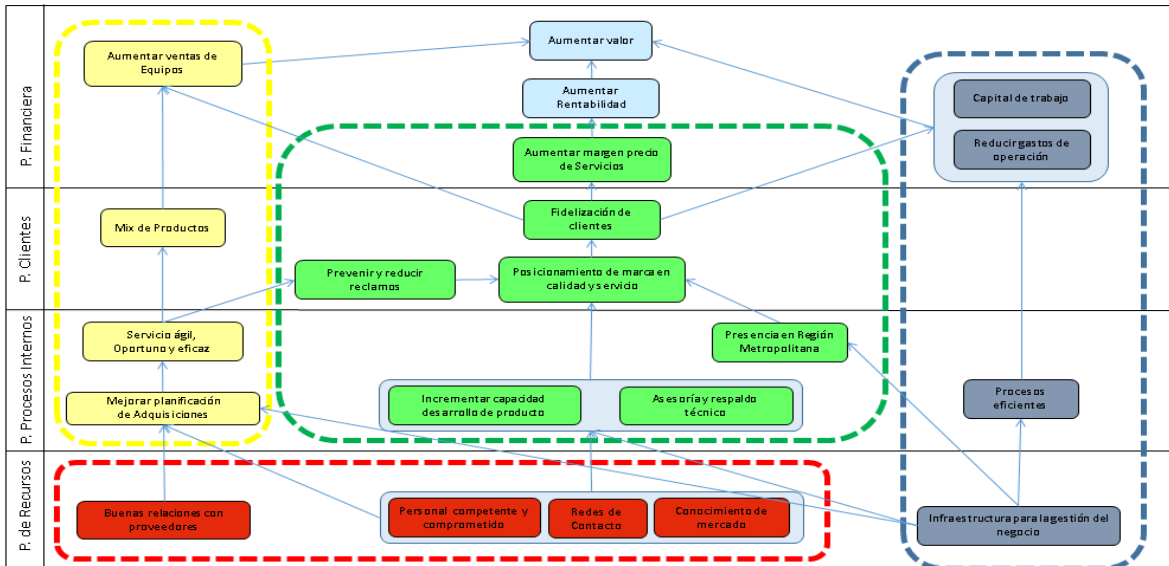 P. Financiera
Aumentar ventas de
Equipos
Aumentar valor
Aumentar
Rentabilidad
Capital de trabajo
Reducir gastos de
operación
Aumentar margen precio
de Servicios
P. Clientes
Mix de Productos
Fidelización de
clientes
Prevenir y reducir
reclamos
Posicionamiento de marca en
calidad y servicio
P. Procesos Internos
Servicio ágil,
Oportuno y eficaz
Presencia en Región
Metropolitana
Mejorar planificación
de Adquisiciones
Incrementar capacidad
desarrollo de producto
Asesoría y respaldo
técnico
Procesos
eficientes
P. de Recursos
Buenas relaciones con
proveedores
Personal competente y
comprometido
Redes de
Contacto
Conocimiento de
mercado
Infraestructura para la gestión del
negocio